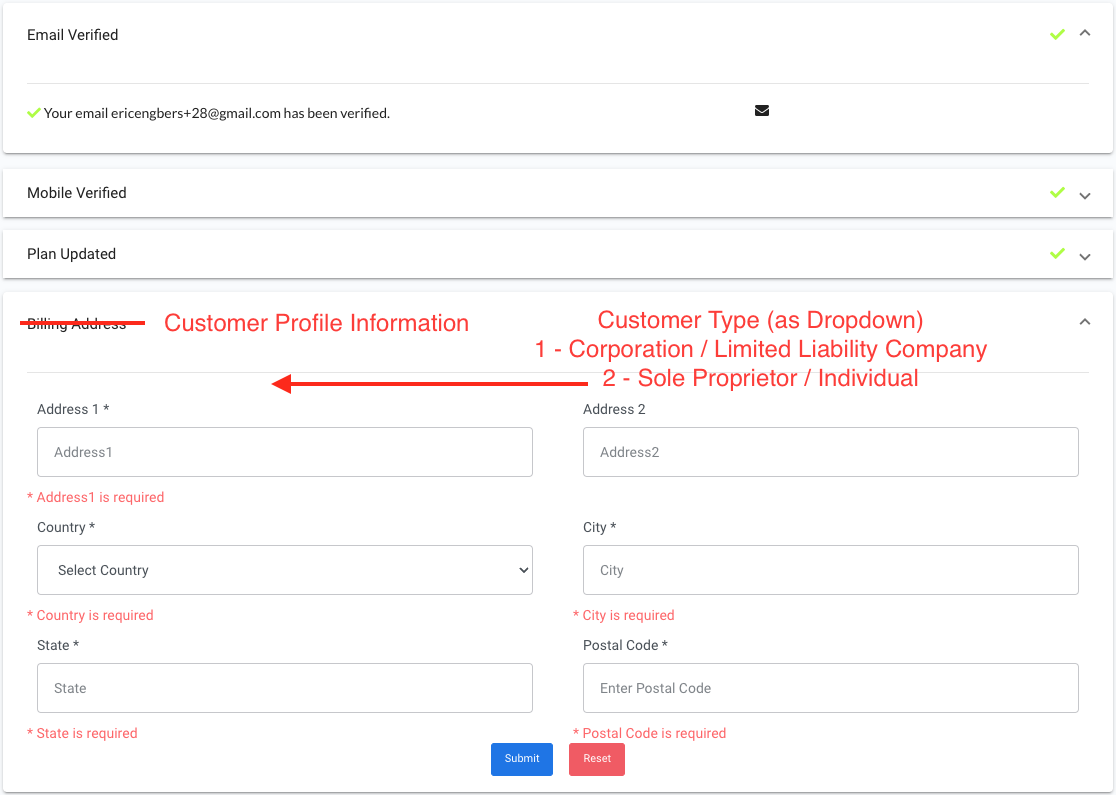 Email Verified
Your email ericengbers+28@gmail.com has been verified.
Mobile Verified
Plan Updated
Billing Address
Customer Profile Information
Customer Type (as Dropdown)
1 - Corporation / Limited Liability Company
2 - Sole Proprietor / Individual
Address 1 *
Address 2
Address1
Address2
* Address1 is required
Country *
City *
Select Country
City
* Country is required
* City is required
State *
Postal Code *
State
Enter Postal Code
* State is required
* Postal Code is required
Submit
Reset